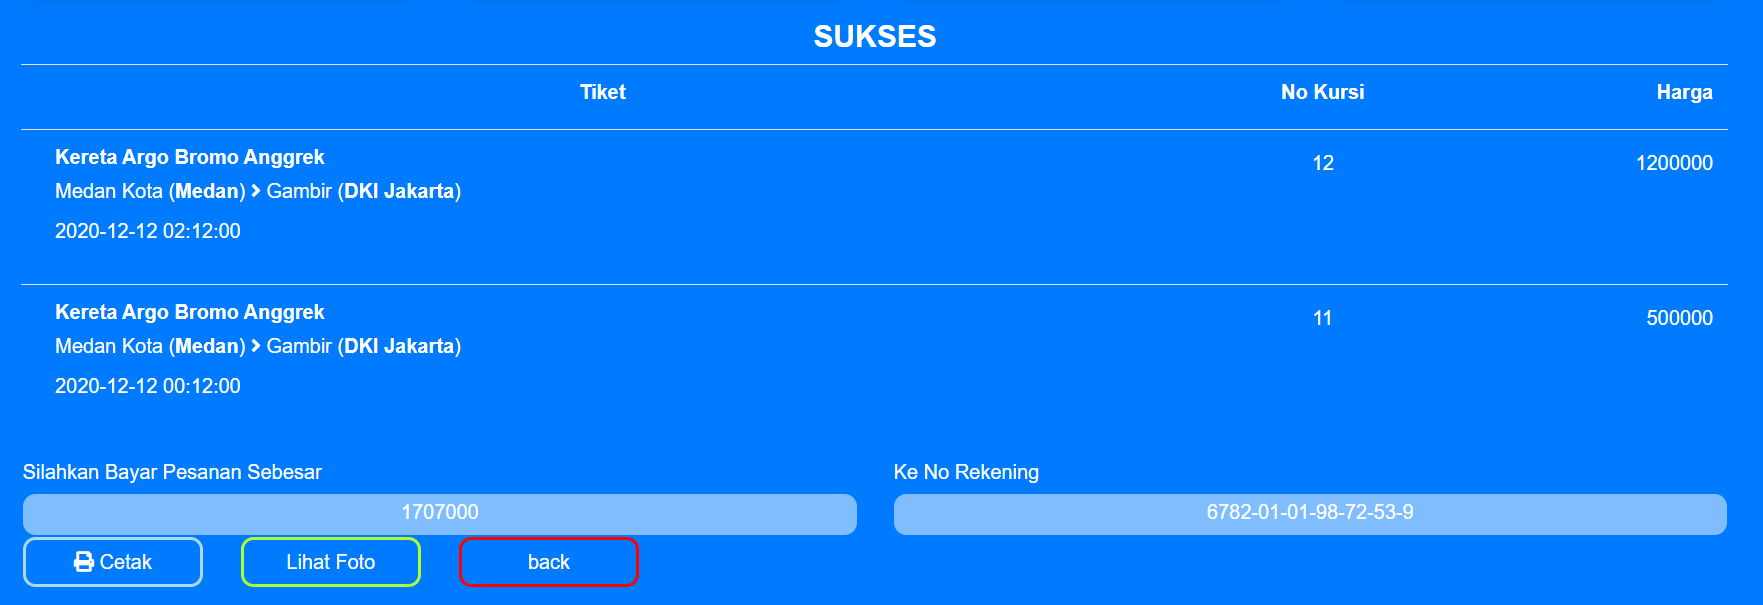 SUKSES
Tiket No Kursi Harga
Kereta Argo Bromo Anggrek
12 1200000
Medan Kota (Medan) > Gambir (DKI Jakarta)
2020-12-12 02:12:00
Kereta Argo Bromo Anggrek
11 500000
Medan Kota (Medan) > Gambir (DKI Jakarta)
2020-12-12 00:12:00
Silahkan Bayar Pesanan Sebesar Ke No Rekening
1707000 6782-01-01-98-72-53-9
Cetak Lihat Foto back